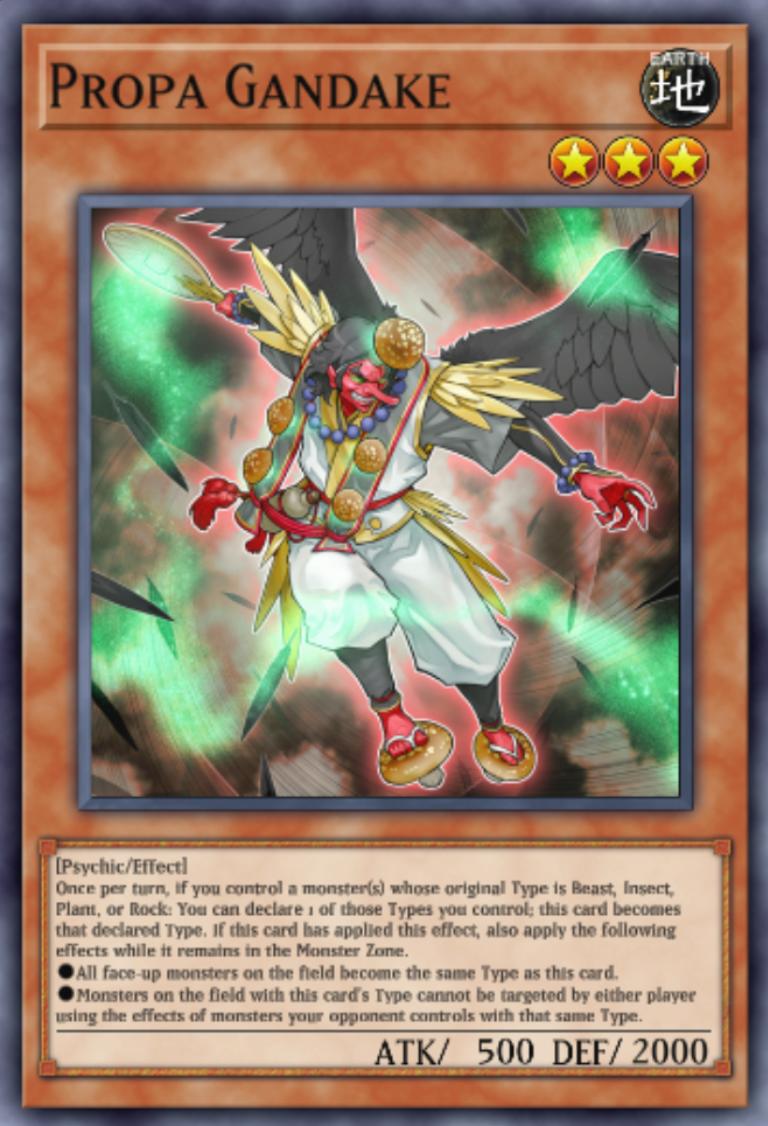 Propa Gandake
EARTH
地
[Psychic/Effect]
Once per turn, if you control a monster(s) whose original Type is Beast, Insect,
Plant, or Rock: You can declare 1 of those Types you control; this card becomes
that declared Type. If this card has applied this effect, also apply the following
effects while it remains in the Monster Zone.
●All face-up monsters on the field become the same Type as this card.
●Monsters on the field with this card's Type cannot be targeted by either player
using the effects of monsters your opponent controls with that same Type.
ATK/ 500 DEF/ 2000